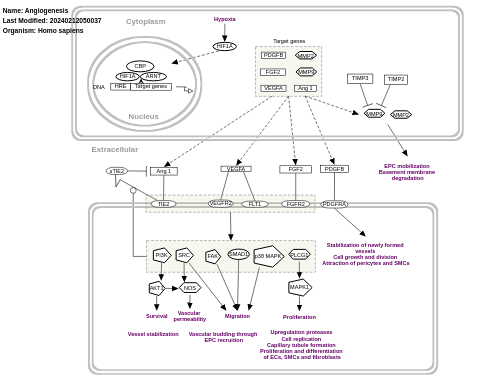 Name: Angiogenesis
Last Modified: 20240212050037
Organism: Homo sapiens
Cytoplasm
Hypoxia
HIF1A
Target genes
PDGFB
MMP2
FGF2
MMP9
VEGFA
Ang 1
CBP
HIF1A
ARNT
DNA
HRE
Target genes
Nucleus
TIMP3
TIMP2
MMP9
MMP2
EPC mobilization
Basement membrane
degradation
Extracellular
sTIE2
Ang 1
VEGFA
FGF2
PDGFB
TIE2
VEGFR2
FLT1
FGFR2
PDGFRA
PI3K
SRC
FAK
SMAD1
p38 MAPK
PLCG1
AKT1
NOS
MAPK1
Stabilization of newly formed
vessels
Cell growth and division
Attraction of pericytes and SMCs
Survival
Vascular
permeability
Migration
Proliferation
Vessel stabilization
Vascular budding through
EPC recrution
Upregulation proteases
Cell replication
Capillary tubule formation
Proliferation and differentiation
of ECs, SMCs and fibroblasts